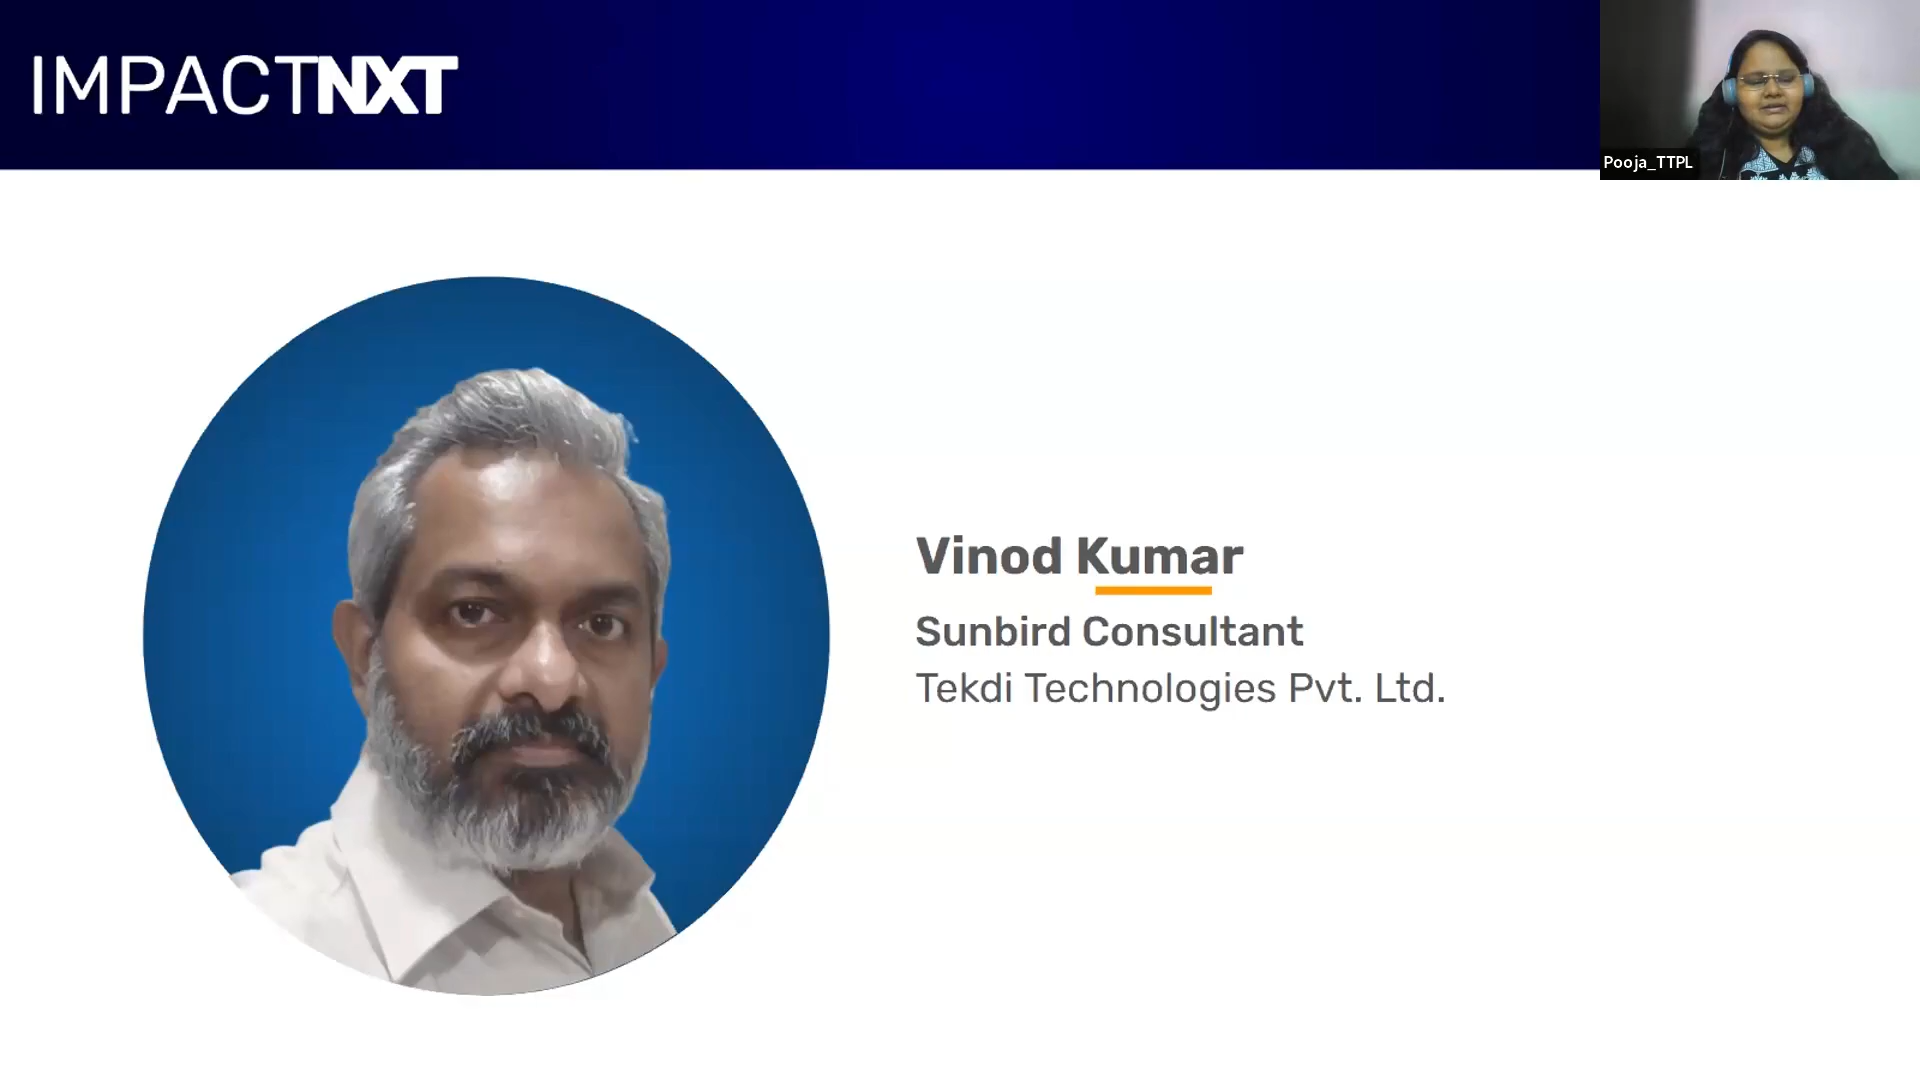 IMPACTNXT
Pooja_TTPL
Vinod Kumar
Sunbird Consultant
Tekdi Technologies Pvt. Ltd.